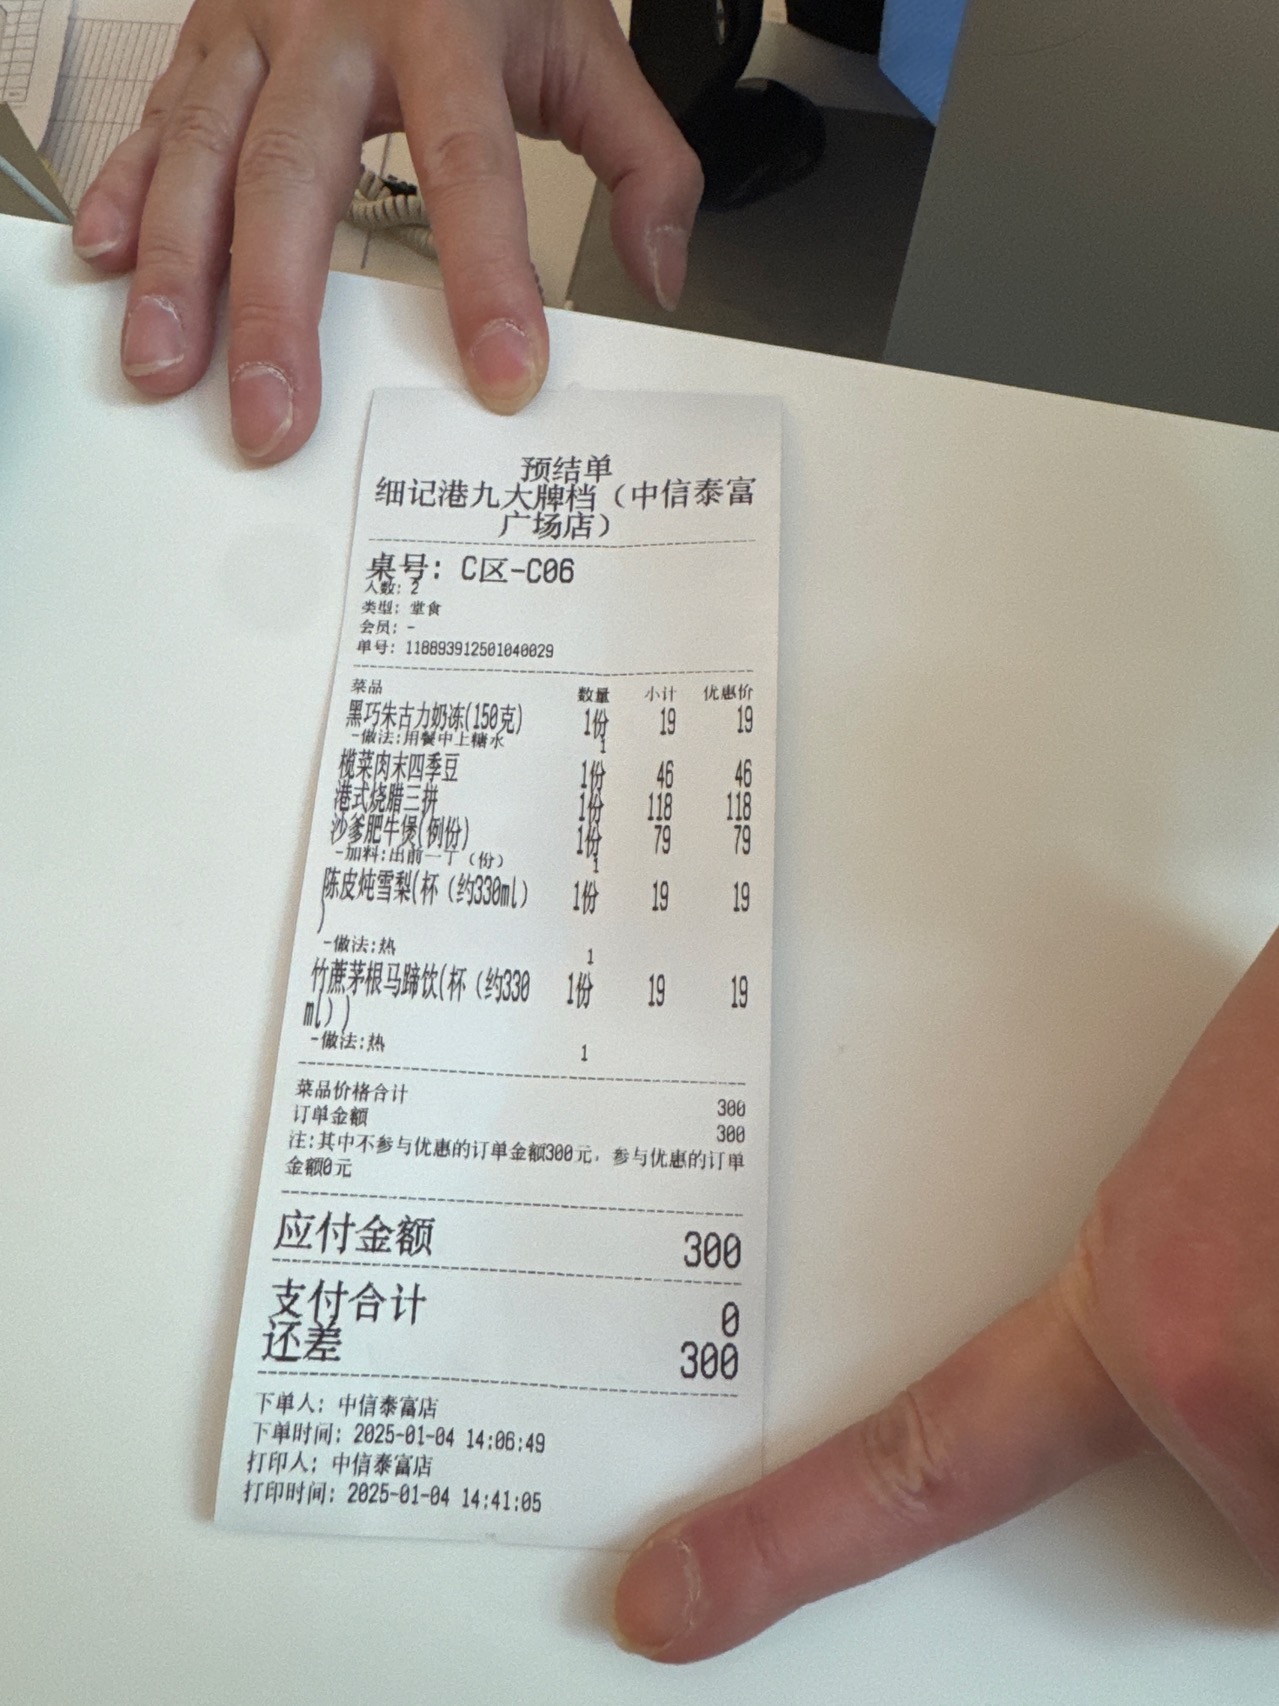 预结单
细记港九大牌档（中信泰富
广场店）
桌号: C区-C06
人数: 2
类型: 堂食
会员: -
单号: 118893912501040029
菜品 数量 小计 优惠价
黑巧朱古力奶冻(150克) 1份 19 19
-做法:用餐中上糖水 1
榄菜肉末四季豆 1份 46 46
港式烧腊三拼 1份 118 118
沙爹肥牛煲(例份) 1份 79 79
-加料:出前一丁（份） 1
陈皮炖雪梨(杯（约330ml） 1份 19 19
)
-做法:热 1
竹蔗茅根马蹄饮(杯（约330 1份 19 19
ml）)
-做法:热 1
菜品价格合计 300
订单金额 300
注:其中不参与优惠的订单金额300元，参与优惠的订单
金额0元
应付金额 300
支付合计 0
还差 300
下单人: 中信泰富店
下单时间: 2025-01-04 14:06:49
打印人: 中信泰富店
打印时间: 2025-01-04 14:41:05